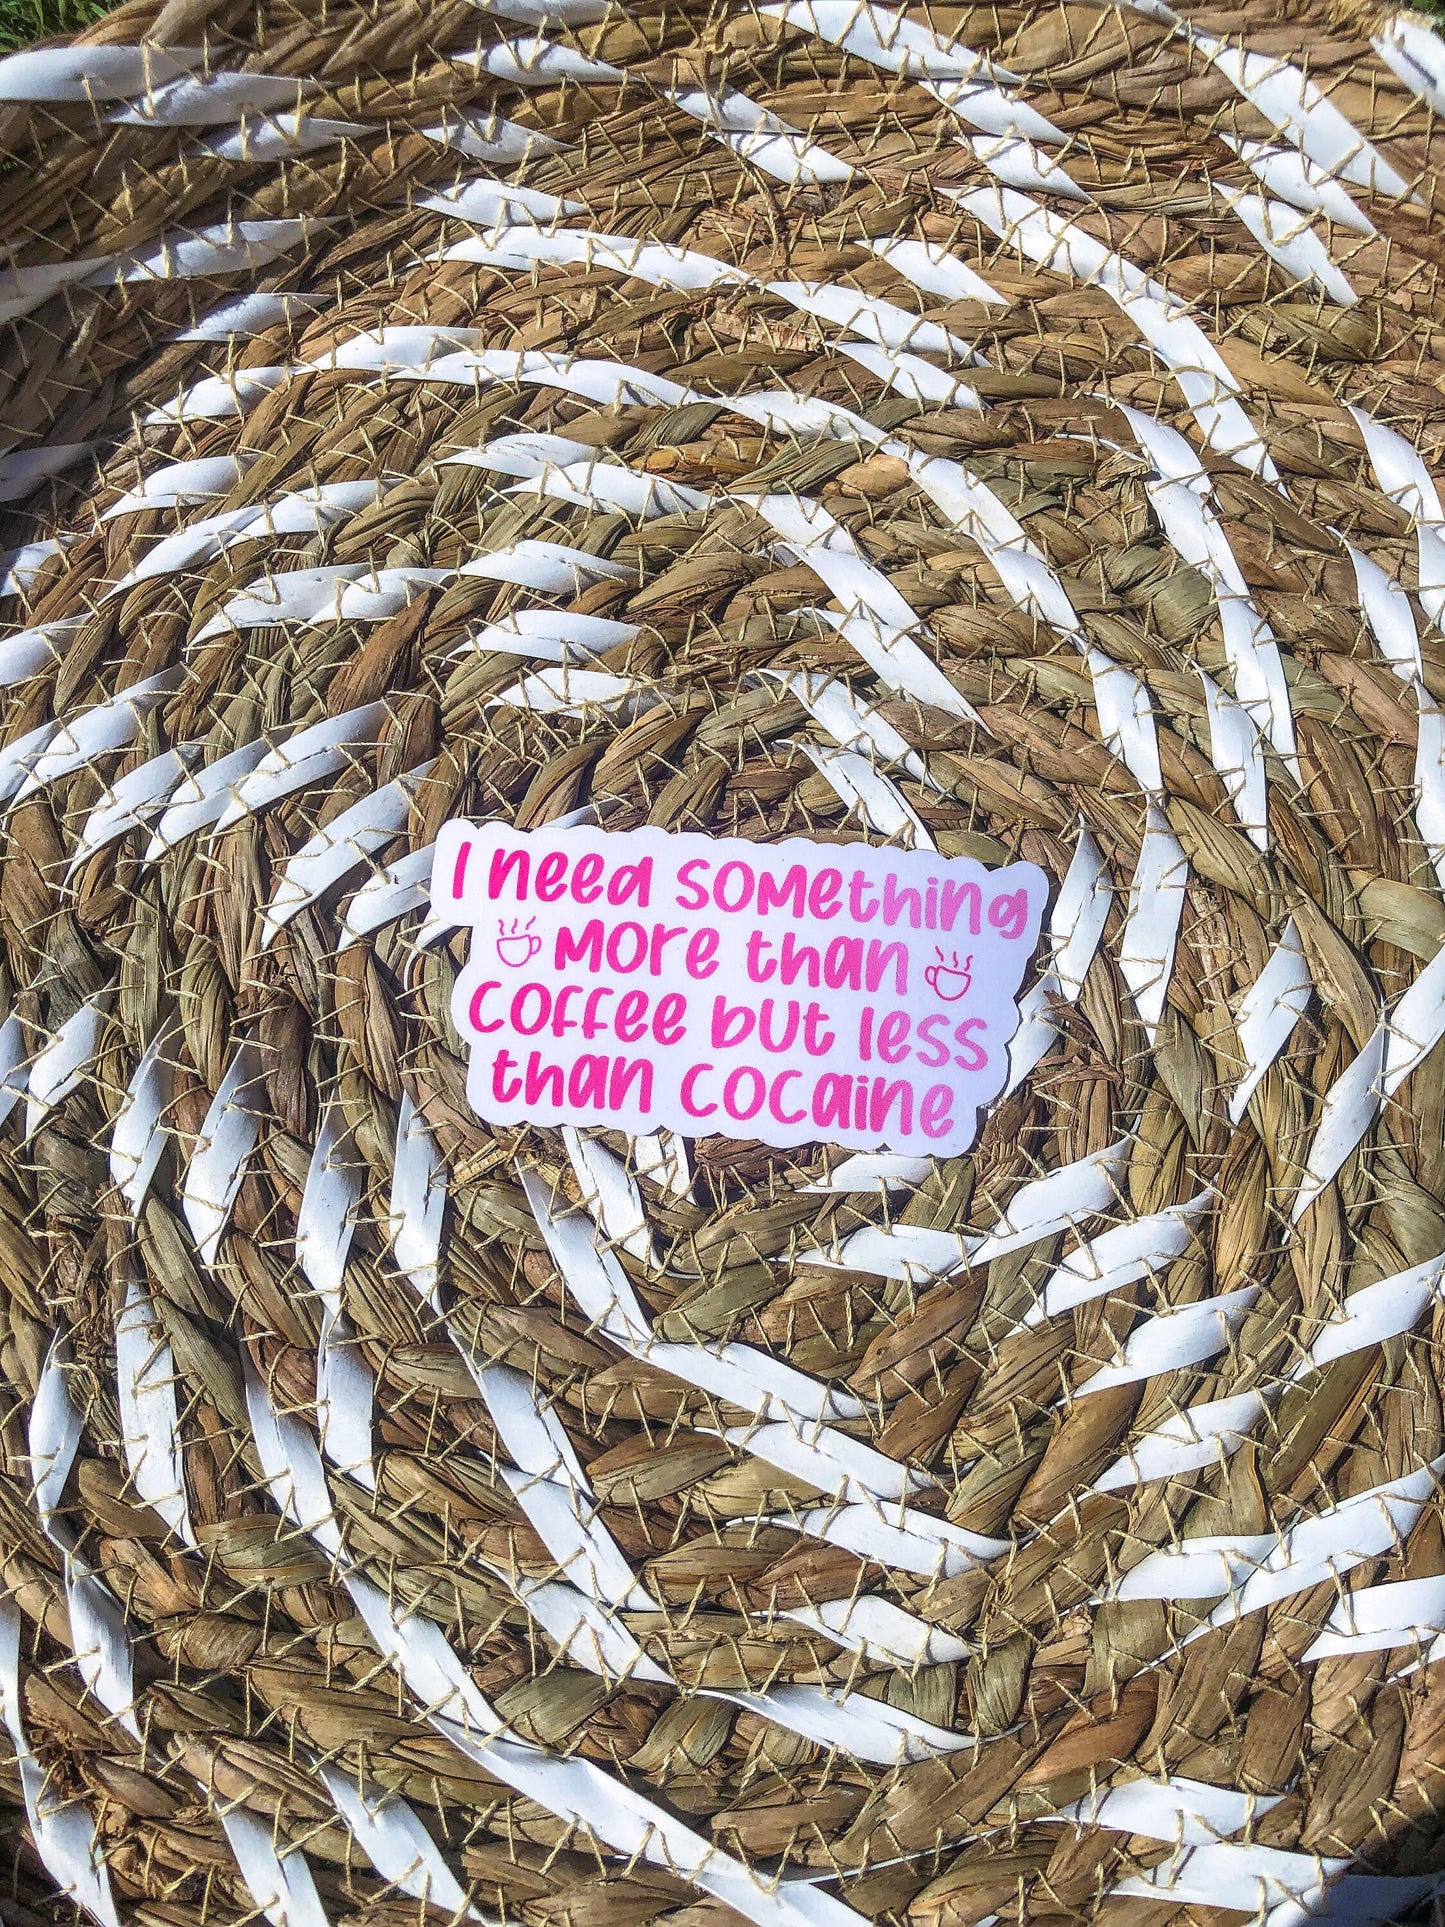 I need something
more than
coffee but less
than cocaine